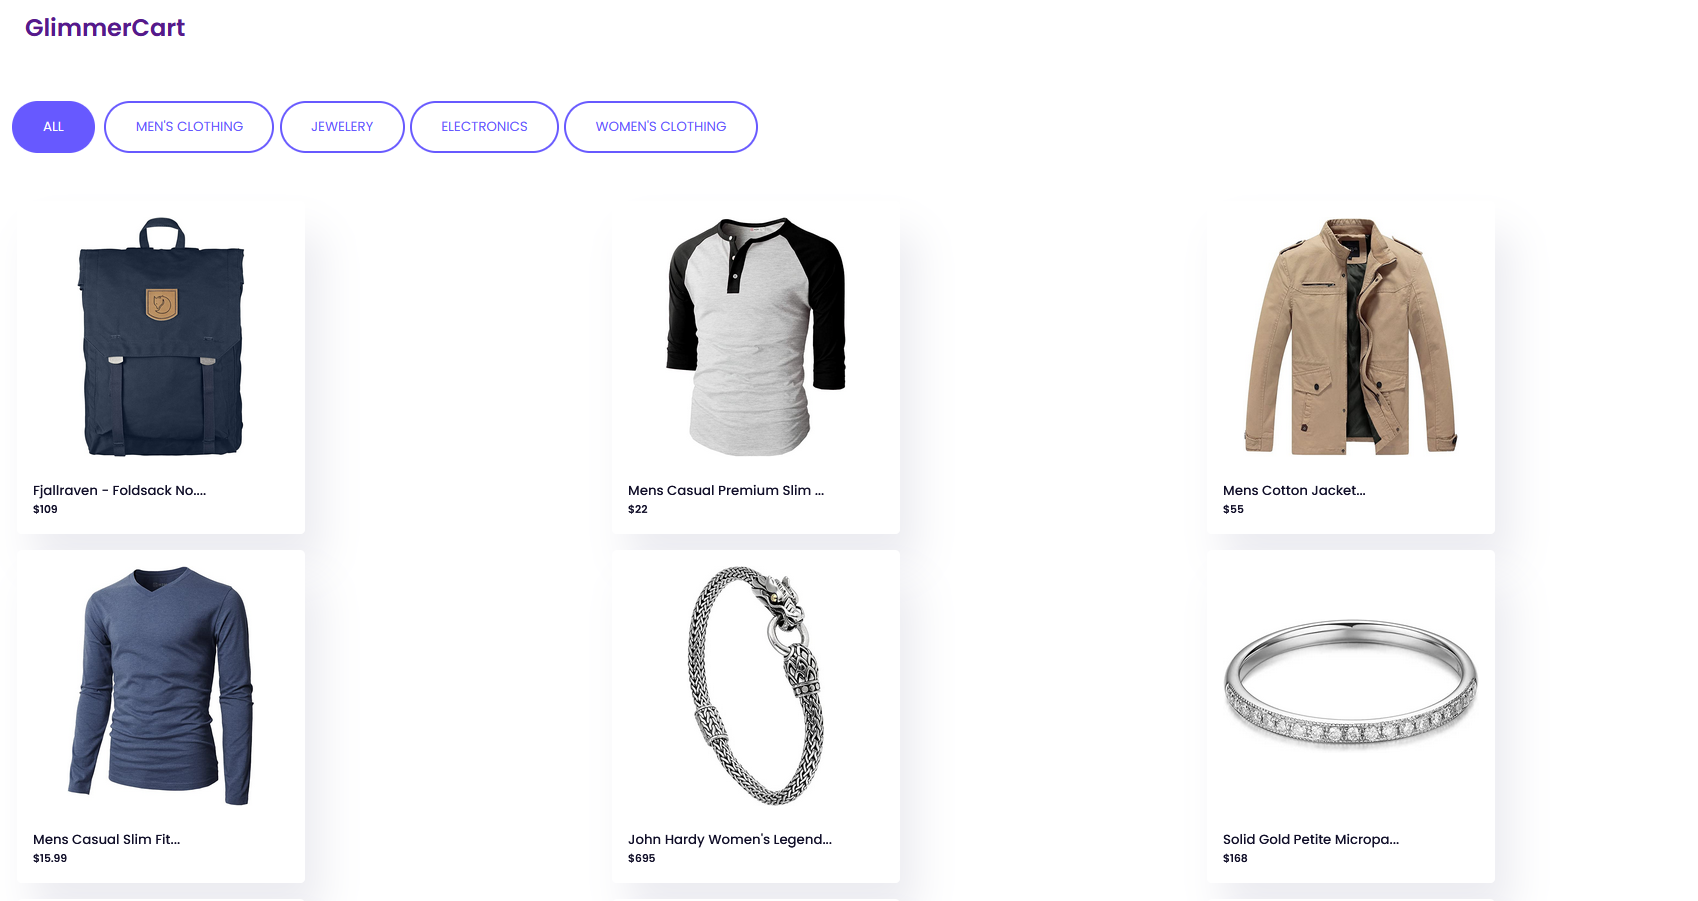 GlimmerCart
ALL
MEN'S CLOTHING
JEWELERY
ELECTRONICS
WOMEN'S CLOTHING
Fjallraven - Foldsack No....
$109
Mens Casual Premium Slim ...
$22
Mens Cotton Jacket...
$55
Mens Casual Slim Fit...
$15.99
John Hardy Women's Legend...
$695
Solid Gold Petite Micropa...
$168